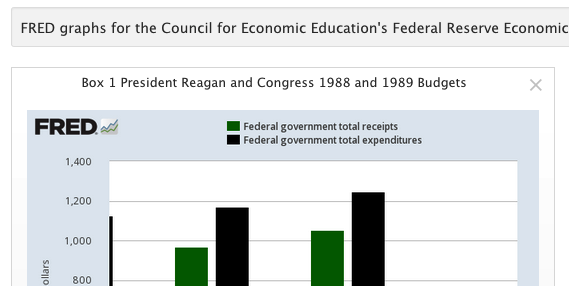 FRED graphs for the Council for Economic Education's Federal Reserve Economic
Box 1 President Reagan and Congress 1988 and 1989 Budgets
FRED
Federal government total receipts
Federal government total expenditures
1,400
1,200
1,000
800
ollars